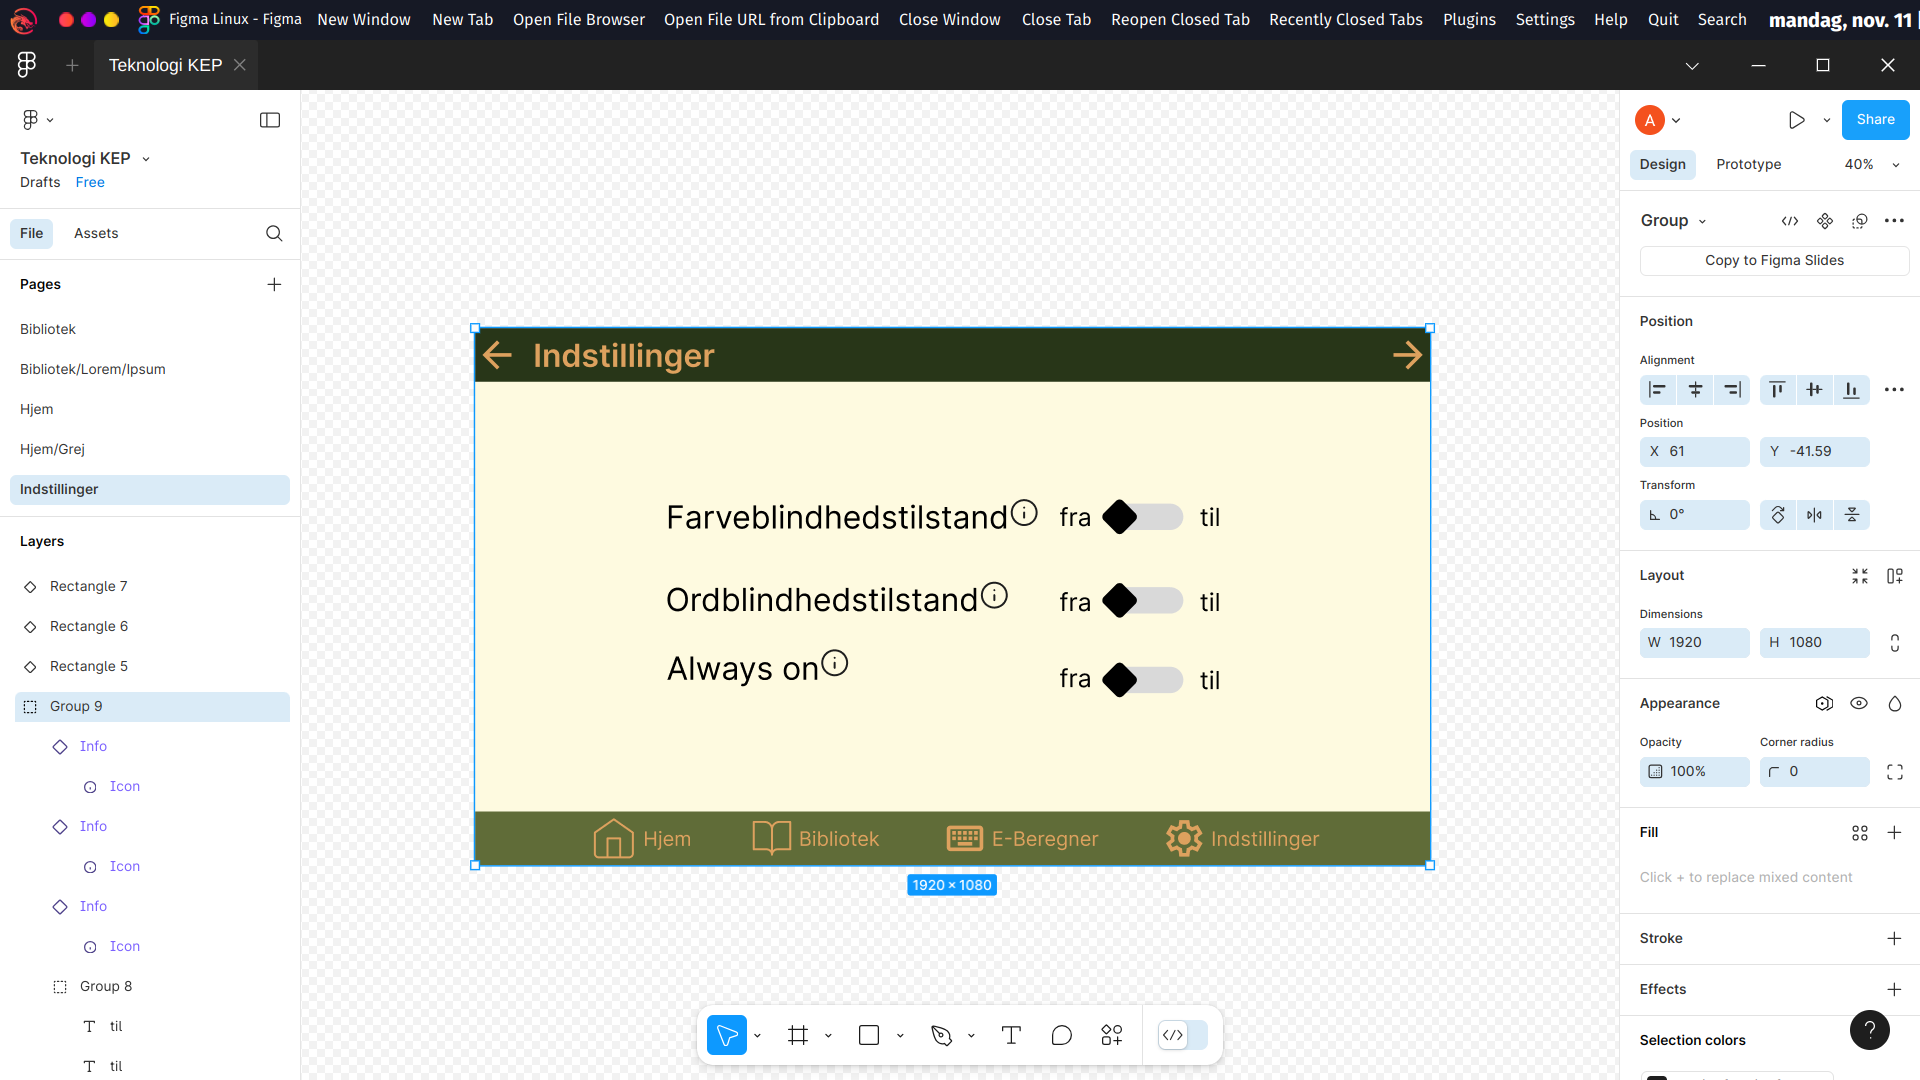 Figma Linux - Figma New Window New Tab Open File Browser Open File URL from Clipboard Close Window Close Tab Reopen Closed Tab Recently Closed Tabs Plugins Settings Help Quit Search mandag, nov. 11
Teknologi KEP
Teknologi KEP
Drafts Free
File Assets
Pages
Bibliotek
Bibliotek/Lorem/Ipsum
Hjem
Hjem/Grej
Indstillinger
Layers
Rectangle 7
Rectangle 6
Rectangle 5
Group 9
Info
Icon
Info
Icon
Info
Icon
Group 8
til
til
Indstillinger
Farveblindhedstilstand fra til
Ordblindhedstilstand fra til
Always on fra til
Hjem Bibliotek E-Beregner Indstillinger
1920 × 1080
A Share
Design Prototype 40%
Group
Copy to Figma Slides
Position
Alignment
Position
X 61 Y -41.59
Transform
0°
Layout
Dimensions
W 1920 H 1080
Appearance
Opacity Corner radius
100% 0
Fill
Click + to replace mixed content
Stroke
Effects
Selection colors